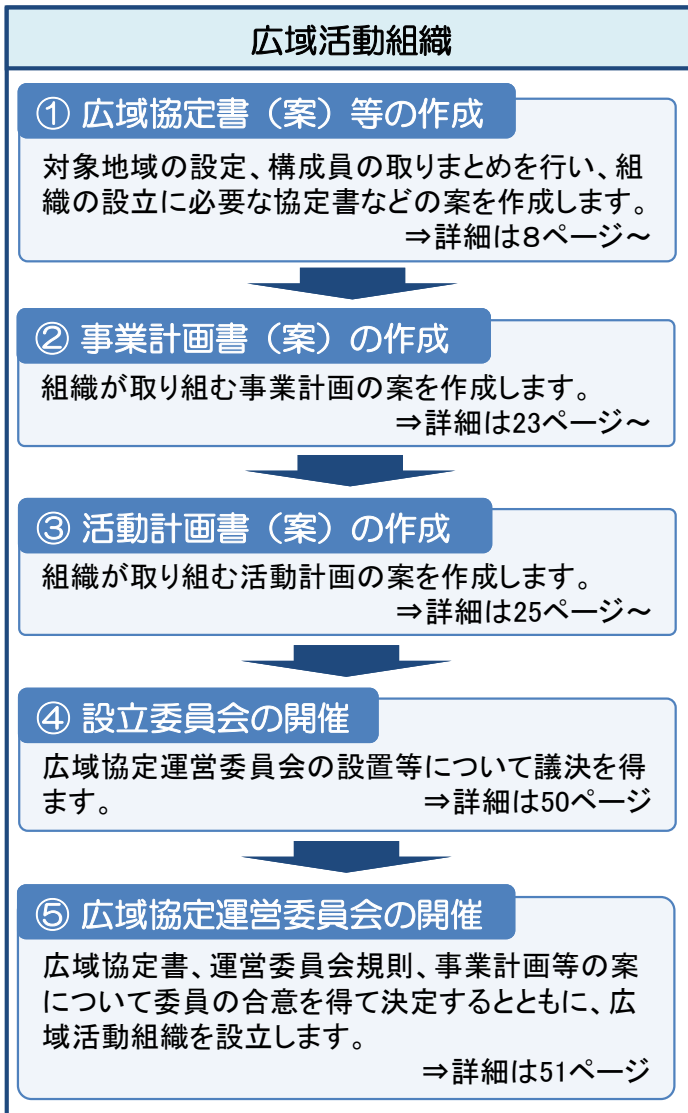 広域活動組織
① 広域協定書（案）等の作成
対象地域の設定、構成員の取りまとめを行い、組
織の設立に必要な協定書などの案を作成します。
⇒詳細は８ページ～
② 事業計画書（案）の作成
組織が取り組む事業計画の案を作成します。
⇒詳細は23ページ～
③ 活動計画書（案）の作成
組織が取り組む活動計画の案を作成します。
⇒詳細は25ページ～
④ 設立委員会の開催
広域協定運営委員会の設置等について議決を得
ます。　⇒詳細は50ページ
⑤ 広域協定運営委員会の開催
広域協定書、運営委員会規則、事業計画等の案
について委員の合意を得て決定するとともに、広
域活動組織を設立します。
⇒詳細は51ページ